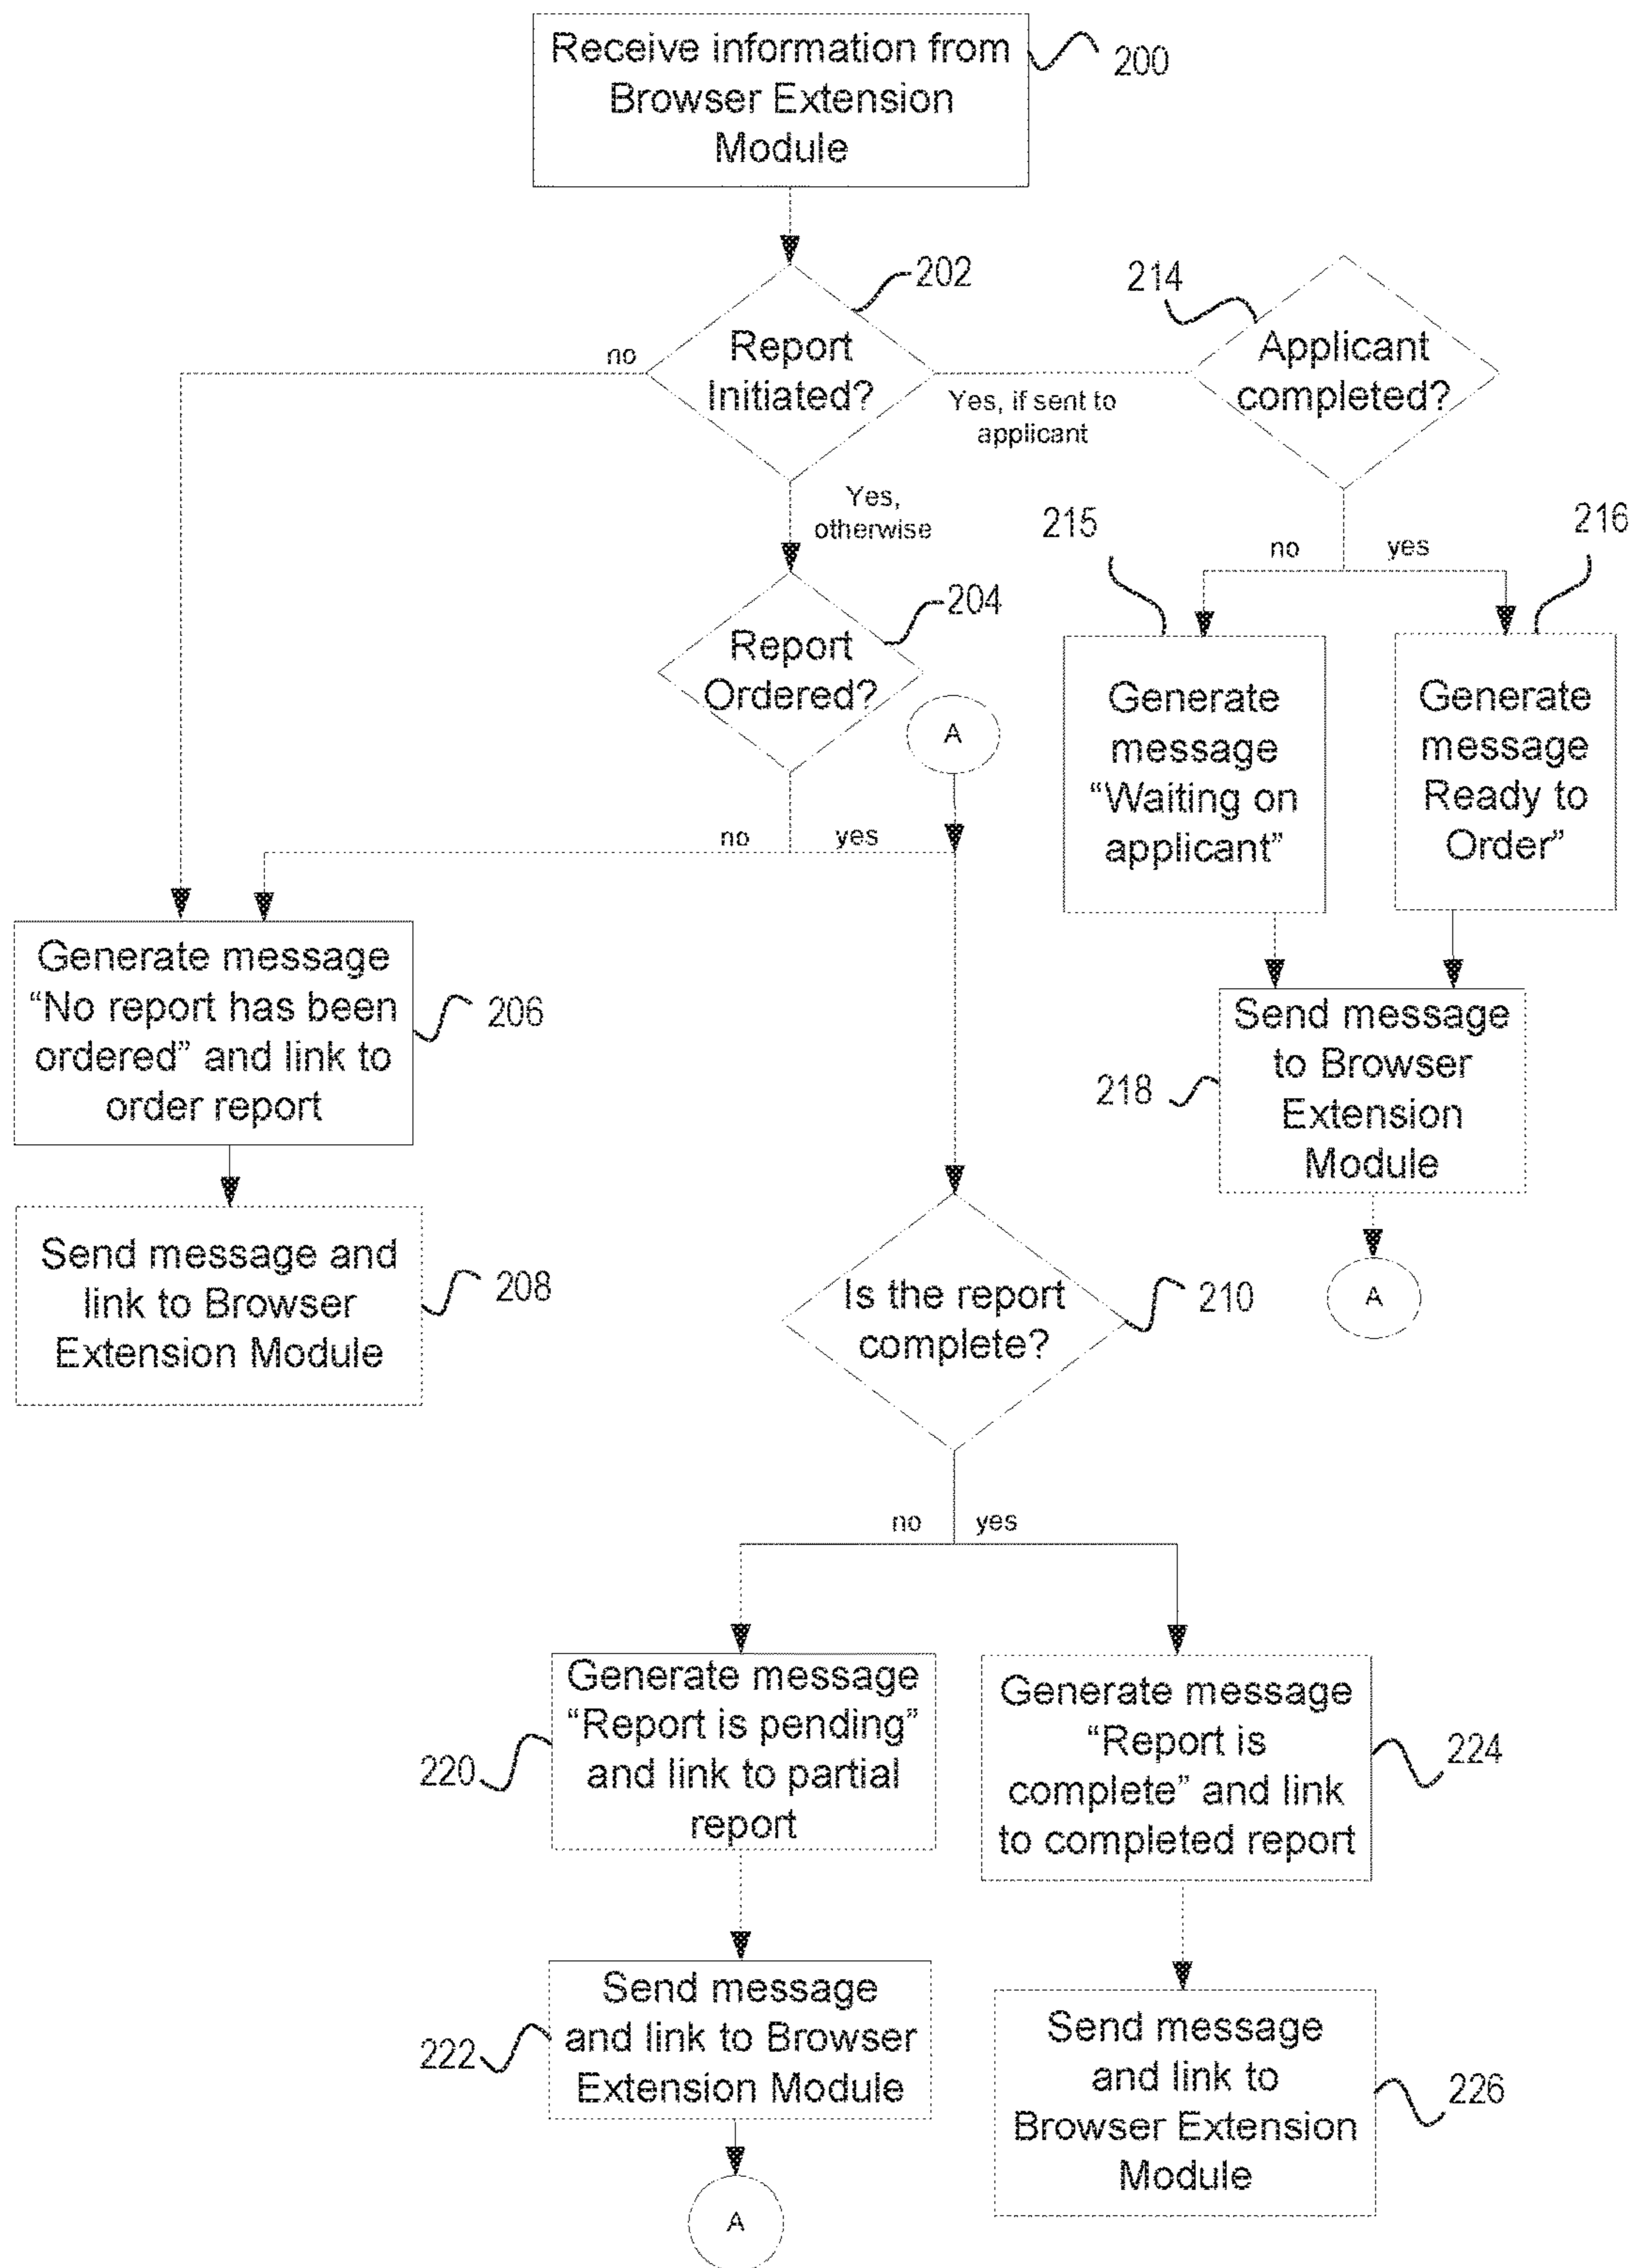 Receive information from
Browser Extension
Module
200
202
Report
Initiated?
no
Yes, if sent to
applicant
214
Applicant
completed?
Yes,
otherwise
204
Report
Ordered?
A
no
yes
215
no
yes
216
Generate
message
“Waiting on
applicant”
Generate
message
Ready to
Order”
Generate message
“No report has been
ordered” and link to
order report
206
Send message
to Browser
Extension
Module
218
A
Send message and
link to Browser
Extension Module
208
Is the report
complete?
210
no
yes
Generate message
“Report is pending”
and link to partial
report
220
Generate message
“Report is
complete” and link
to completed report
224
Send message
and link to Browser
Extension Module
222
Send message
and link to
Browser Extension
Module
226
A